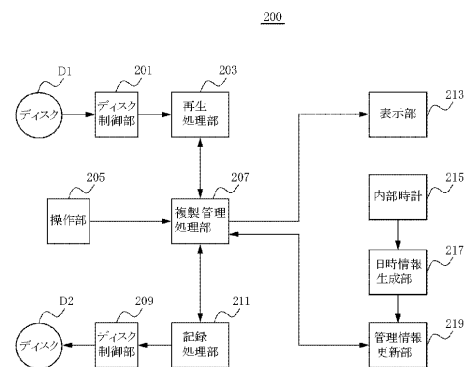 200
D1
201
203
213
ディスク
ディスク
制御部
再生
処理部
表示部
205
207
215
操作部
複製管理
処理部
内部時計
217
日時情報
生成部
D2
209
211
219
ディスク
ディスク
制御部
記録
処理部
管理情報
更新部